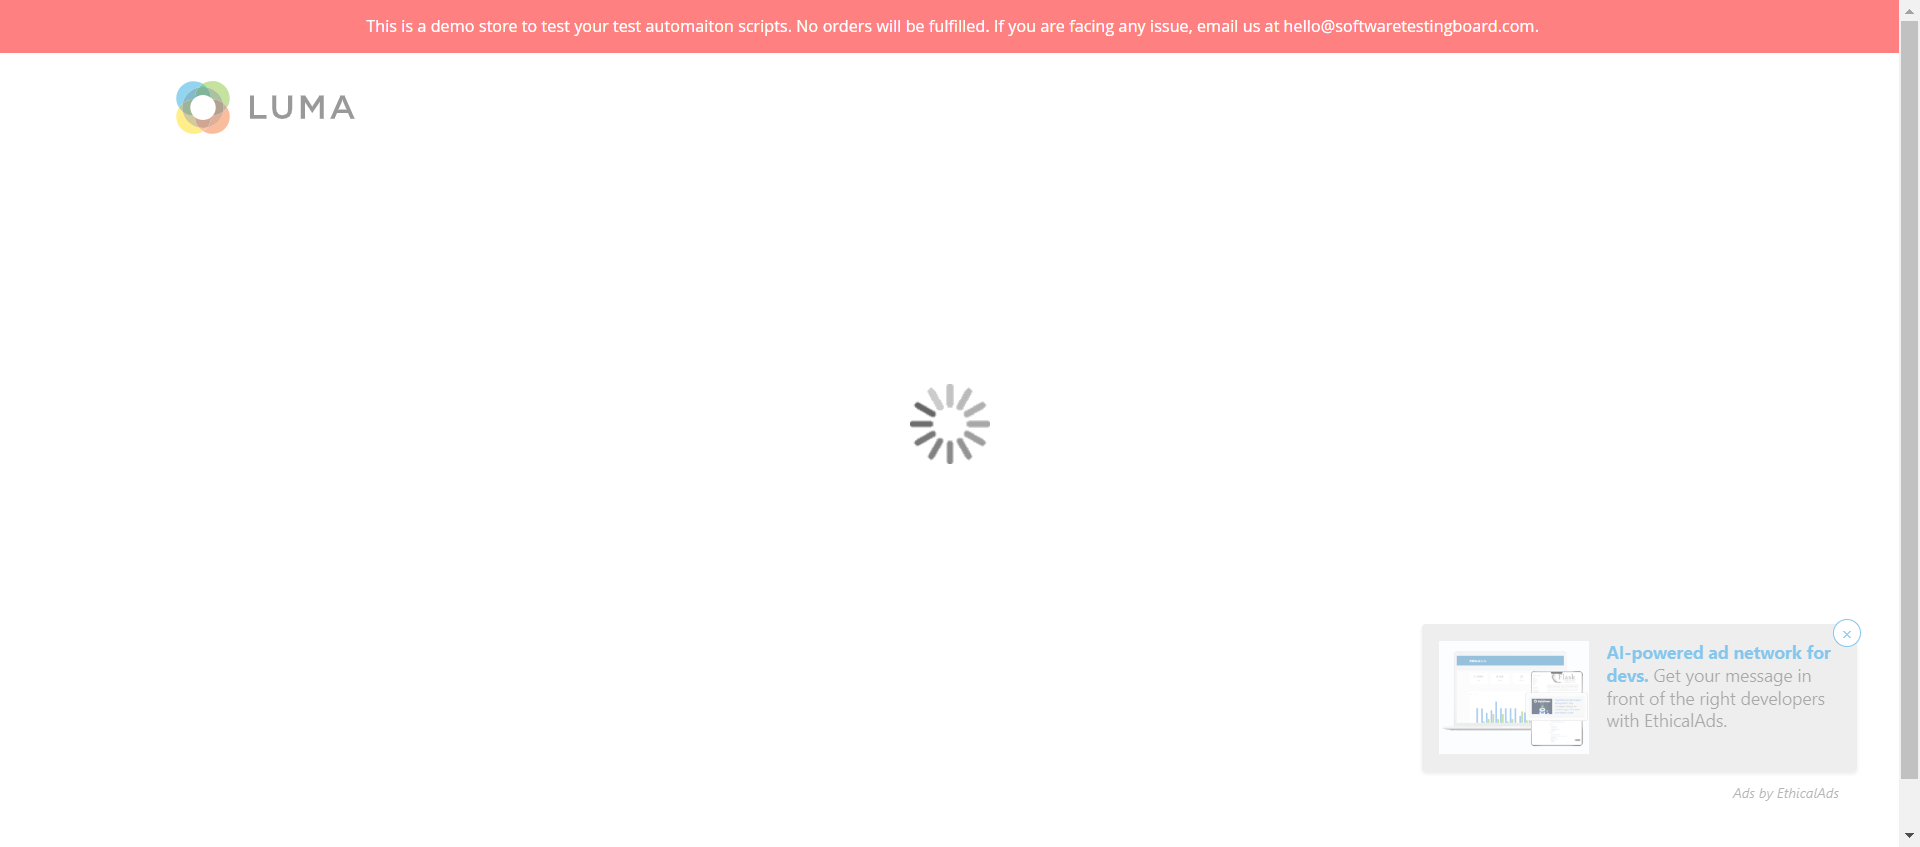 This is a demo store to test your test automaiton scripts. No orders will be fulfilled. If you are facing any issue, email us at hello@softwaretestingboard.com.
LUMA
AI-powered ad network for
devs. Get your message in
front of the right developers
with EthicalAds.
Ads by EthicalAds